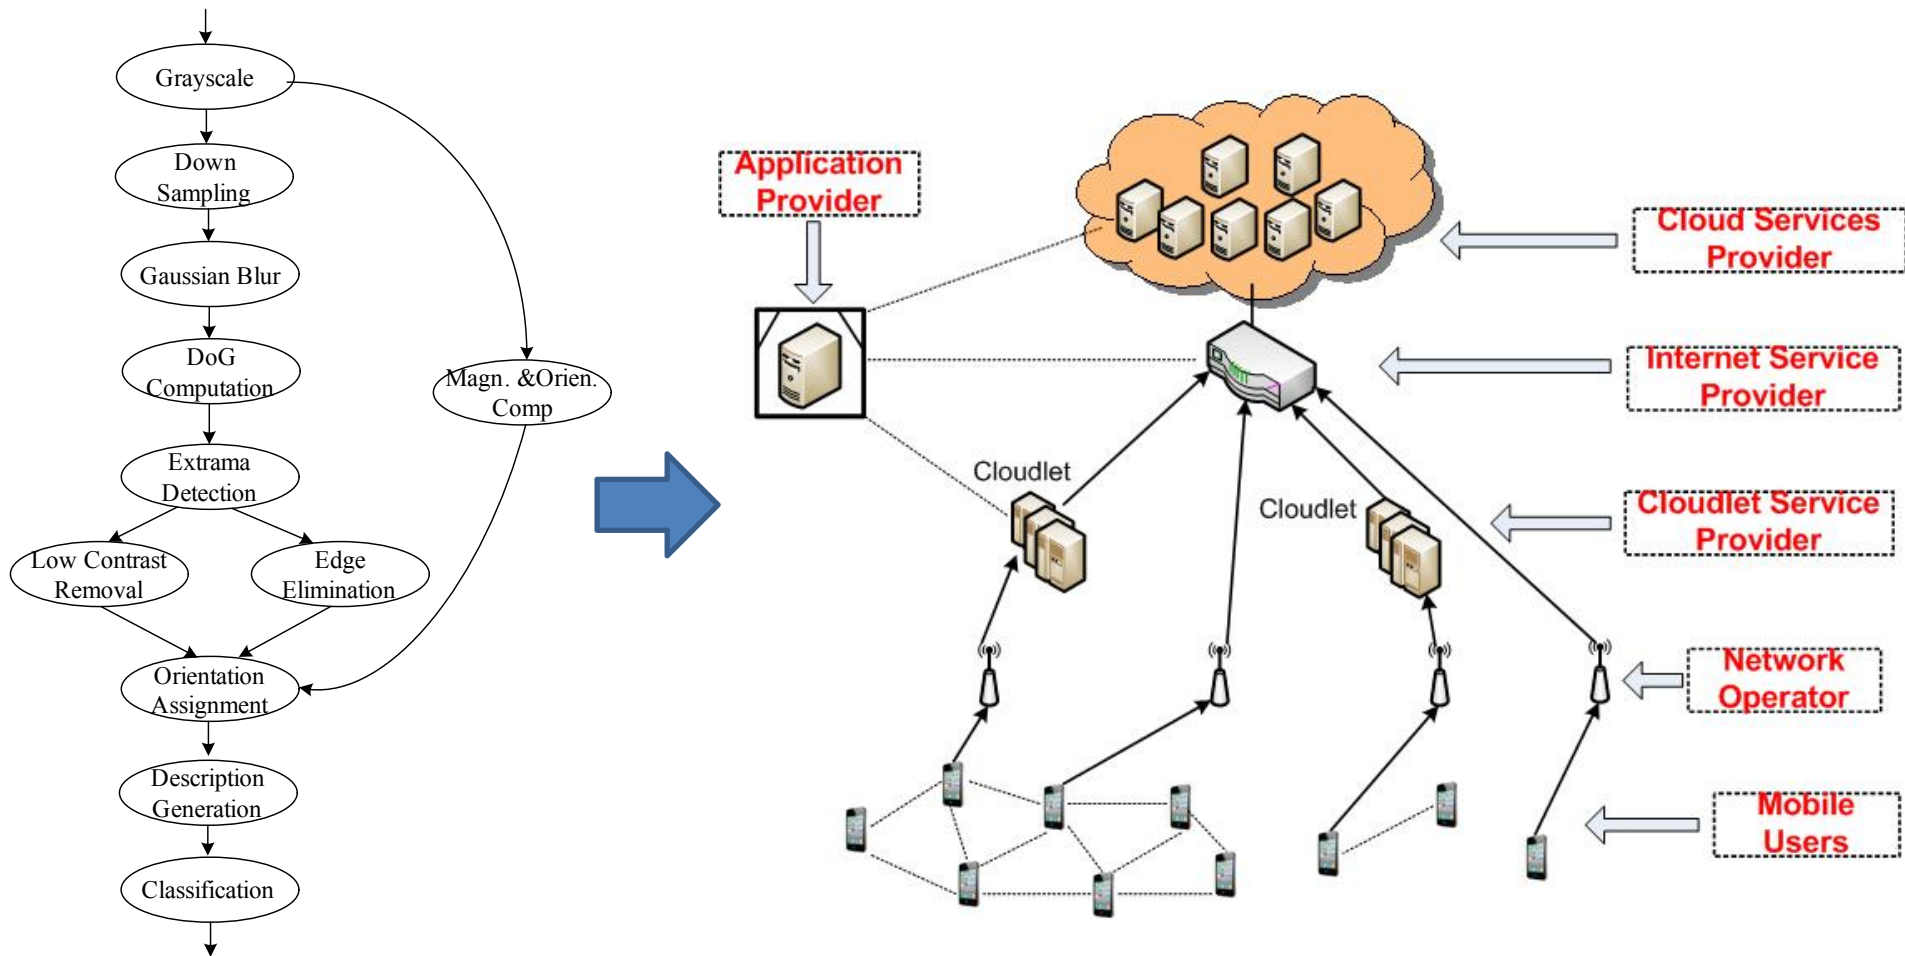 Grayscale
Down
Sampling
Gaussian Blur
DoG
Computation
Magn. &Orien.
Comp
Extrama
Detection
Low Contrast
Removal
Edge
Elimination
Orientation
Assignment
Description
Generation
Classification
Application
Provider
Cloud Services
Provider
Internet Service
Provider
Cloudlet
Cloudlet
Cloudlet Service
Provider
Network
Operator
Mobile
Users